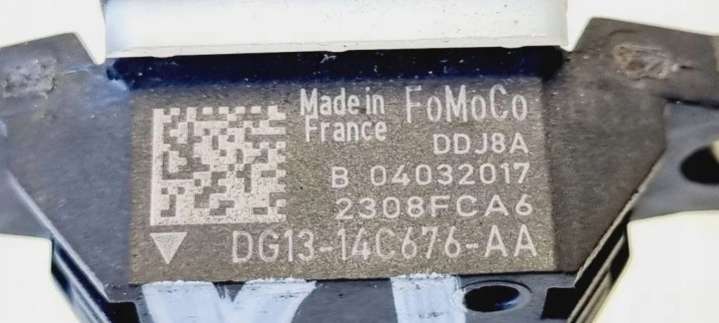 Made in FoMoCo
France DDJ8A
B 04032017
2308FCA6
DG13-14C676-AA